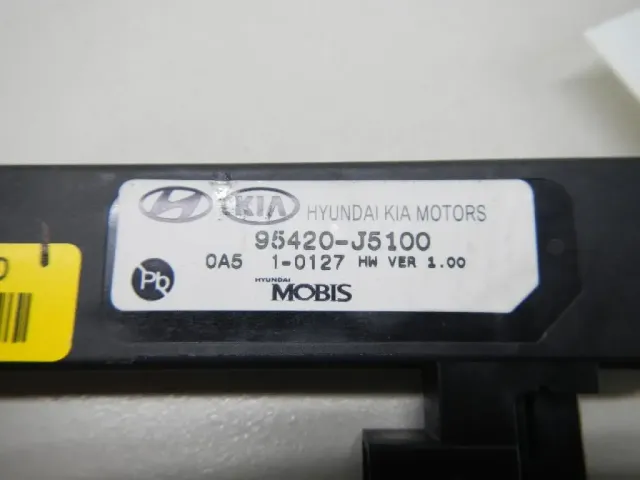 KIA HYUNDAI KIA MOTORS
95420-J5100
0A5 1-0127 HW VER 1.00
Pb
HYUNDAI
MOBIS